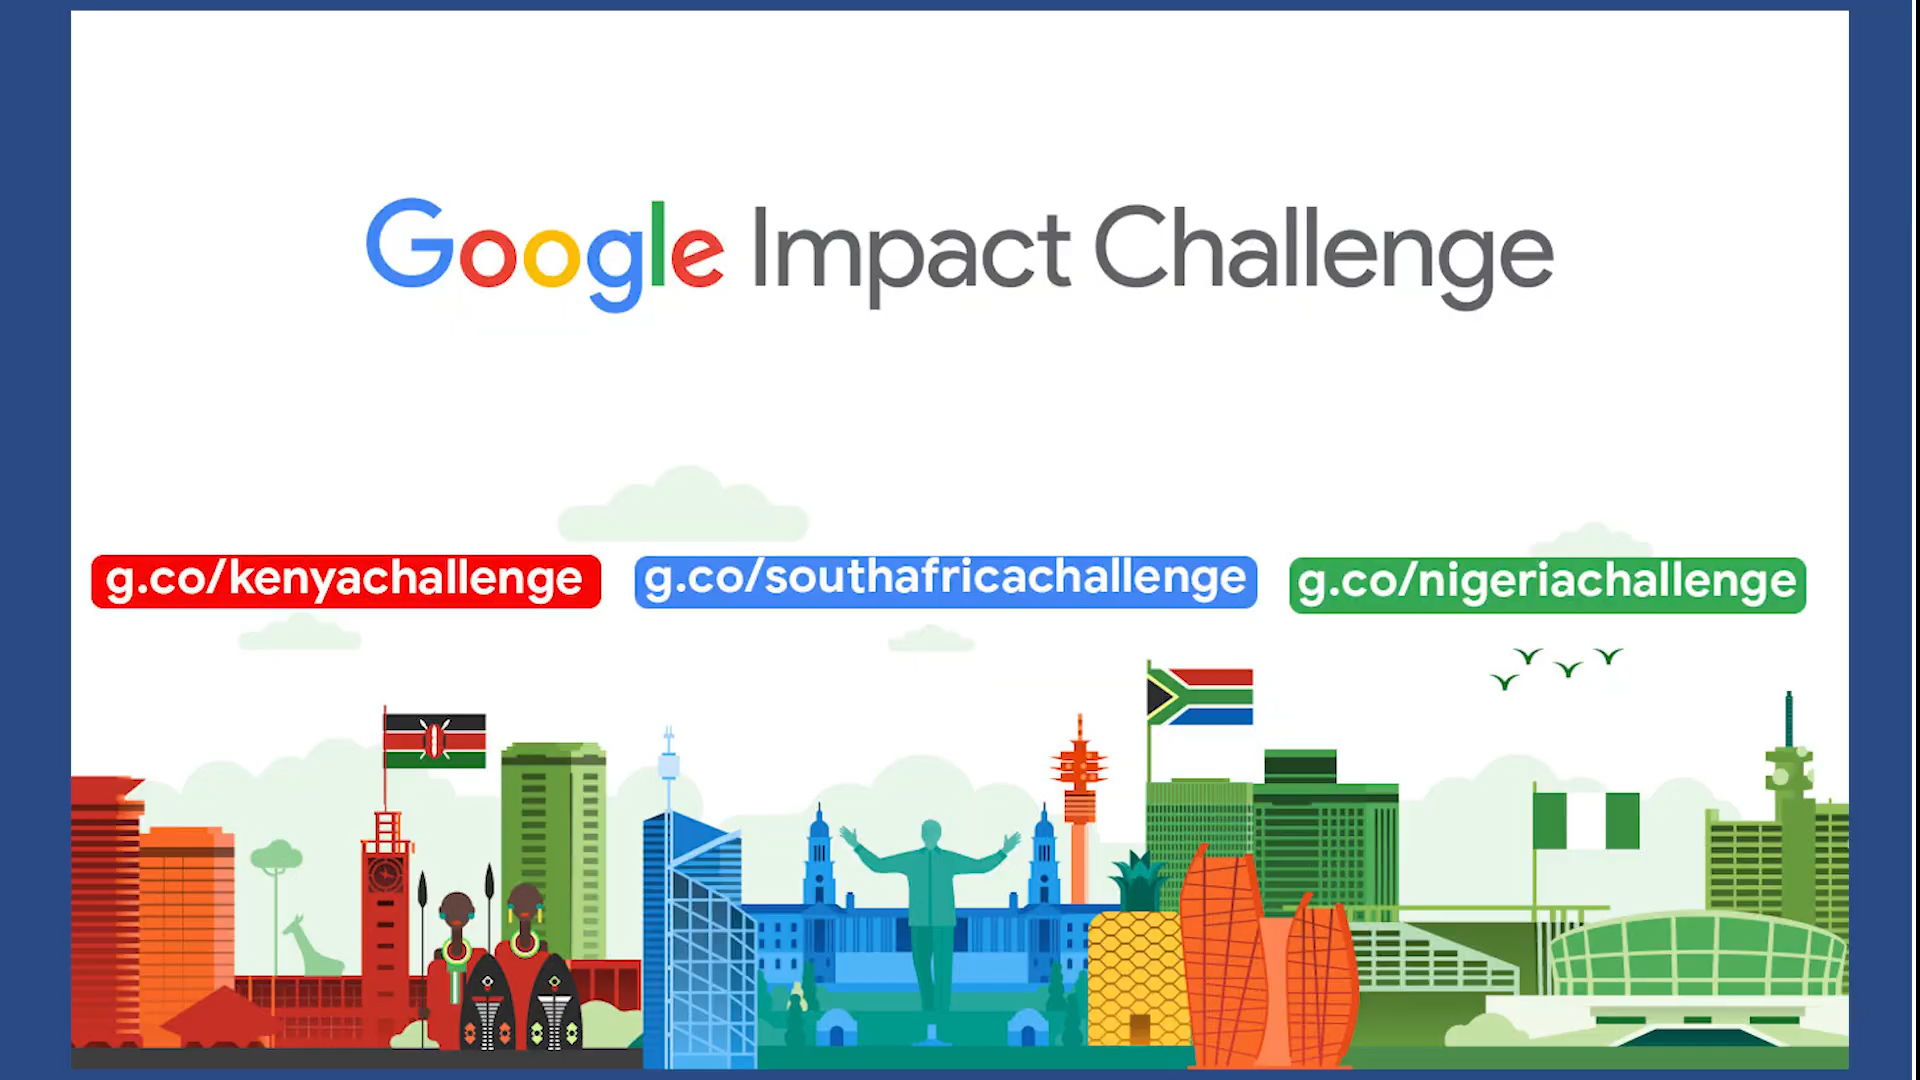 Google Impact Challenge
g.co/kenyachallenge
g.co/southafricachallenge
g.co/nigeriachallenge